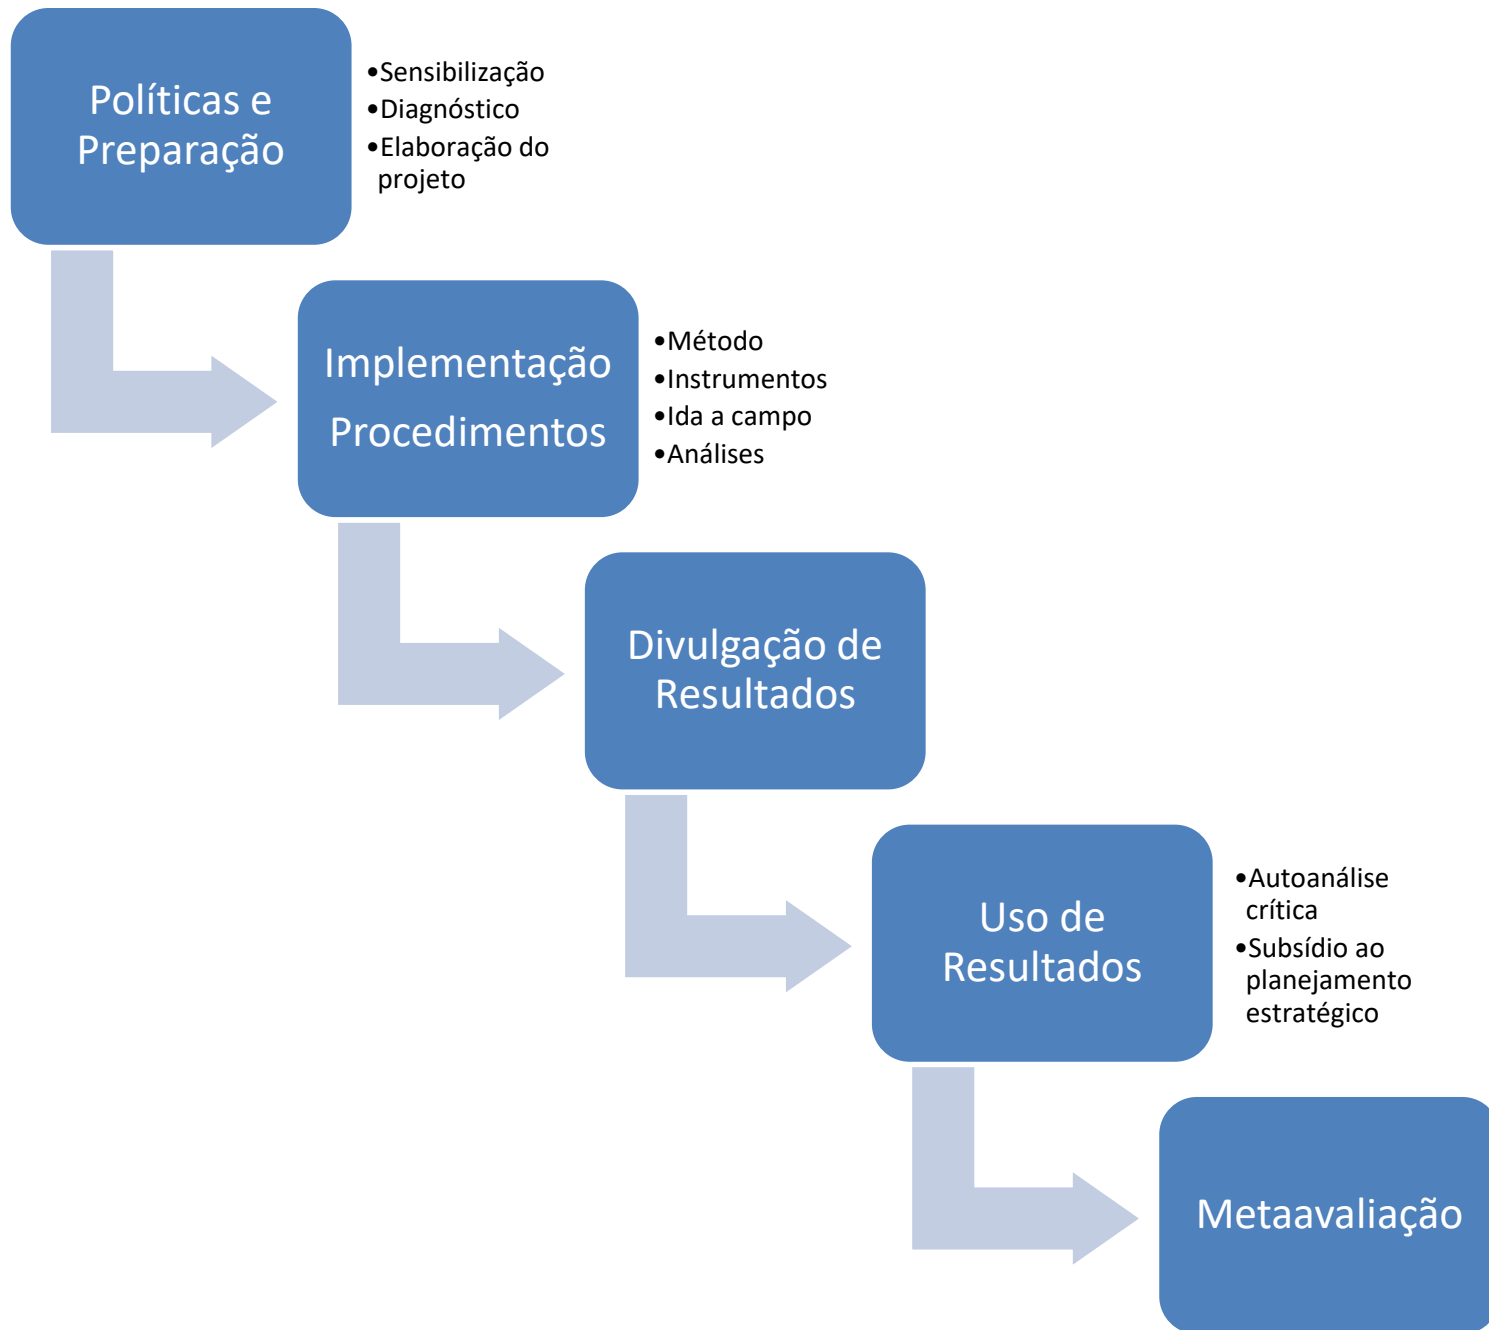 Políticas e
Preparação
•Sensibilização
•Diagnóstico
•Elaboração do
projeto
Implementação
Procedimentos
•Método
•Instrumentos
•Ida a campo
•Análises
Divulgação de
Resultados
Uso de
Resultados
•Autoanálise
crítica
•Subsídio ao
planejamento
estratégico
Metaavaliação